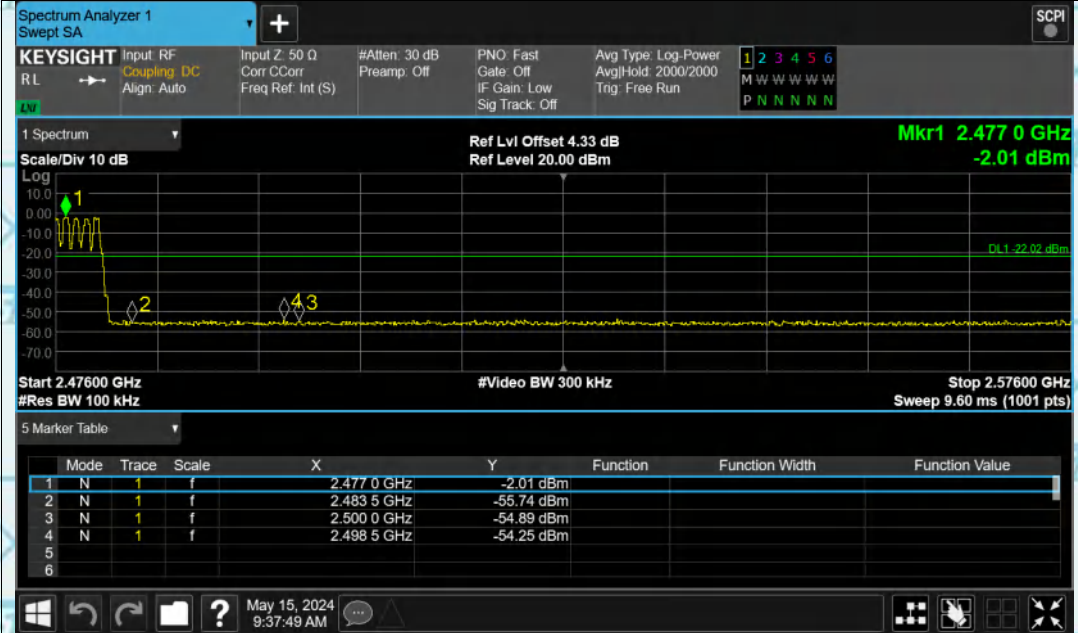 Spectrum Analyzer 1
Swept SA
+
SCPI
KEYSIGHT Input: RF Input Z: 50 Ω #Atten: 30 dB PNO: Fast Avg Type: Log-Power 1 2 3 4 5 6
RL Coupling: DC Corr CCorr Preamp: Off Gate: Off Avg|Hold: 2000/2000 M W W W W W
Align: Auto Freq Ref: Int (S) IF Gain: Low Trig: Free Run
LNI Sig Track: Off P N N N N N
1 Spectrum Ref Lvl Offset 4.33 dB Mkr1 2.477 0 GHz
Scale/Div 10 dB Ref Level 20.00 dBm -2.01 dBm
Log
10.0 1
0.00
-10.0
-20.0 DL1 -22.02 dBm
-30.0
-40.0
2 4 3
-50.0
-60.0
-70.0
Start 2.47600 GHz #Video BW 300 kHz Stop 2.57600 GHz
#Res BW 100 kHz Sweep 9.60 ms (1001 pts)
5 Marker Table
Mode Trace Scale X Y Function Function Width Function Value
1 N 1 f 2.477 0 GHz -2.01 dBm
2 N 1 f 2.483 5 GHz -55.74 dBm
3 N 1 f 2.500 0 GHz -54.89 dBm
4 N 1 f 2.498 5 GHz -54.25 dBm
5
6
? May 15, 2024
9:37:49 AM